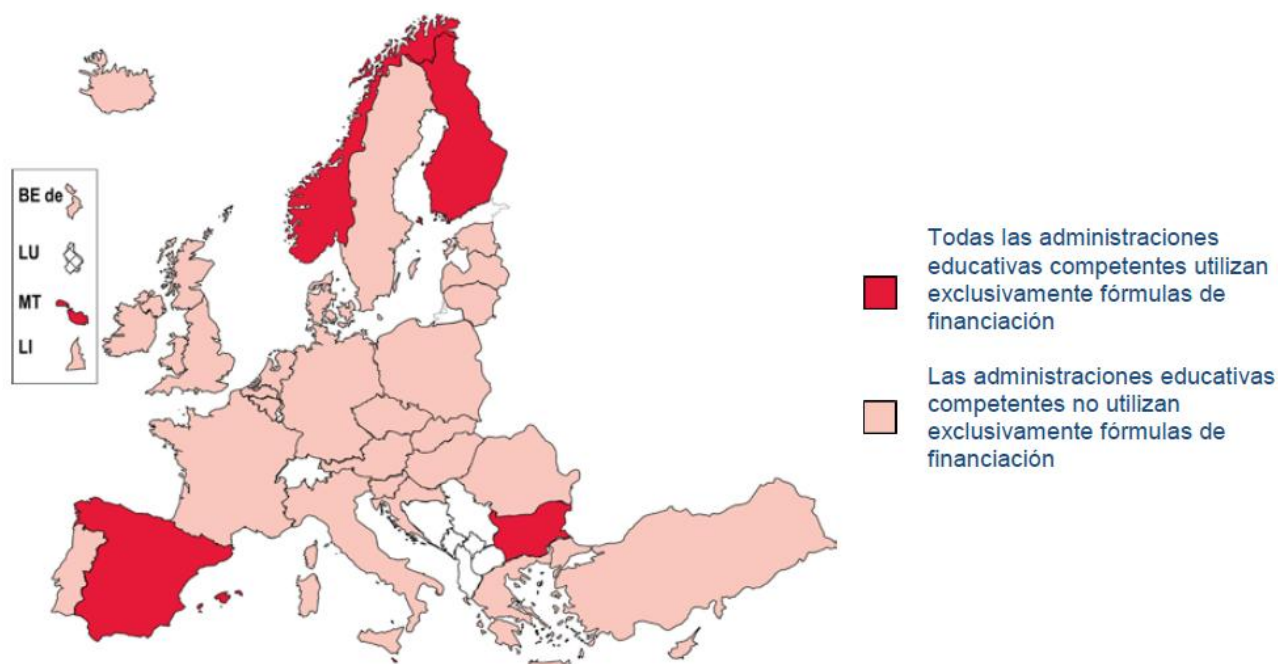 BE de
LU
MT
LI
Todas las administraciones
educativas competentes utilizan
exclusivamente fórmulas de
financiación
Las administraciones educativas
competentes no utilizan
exclusivamente fórmulas de
financiación